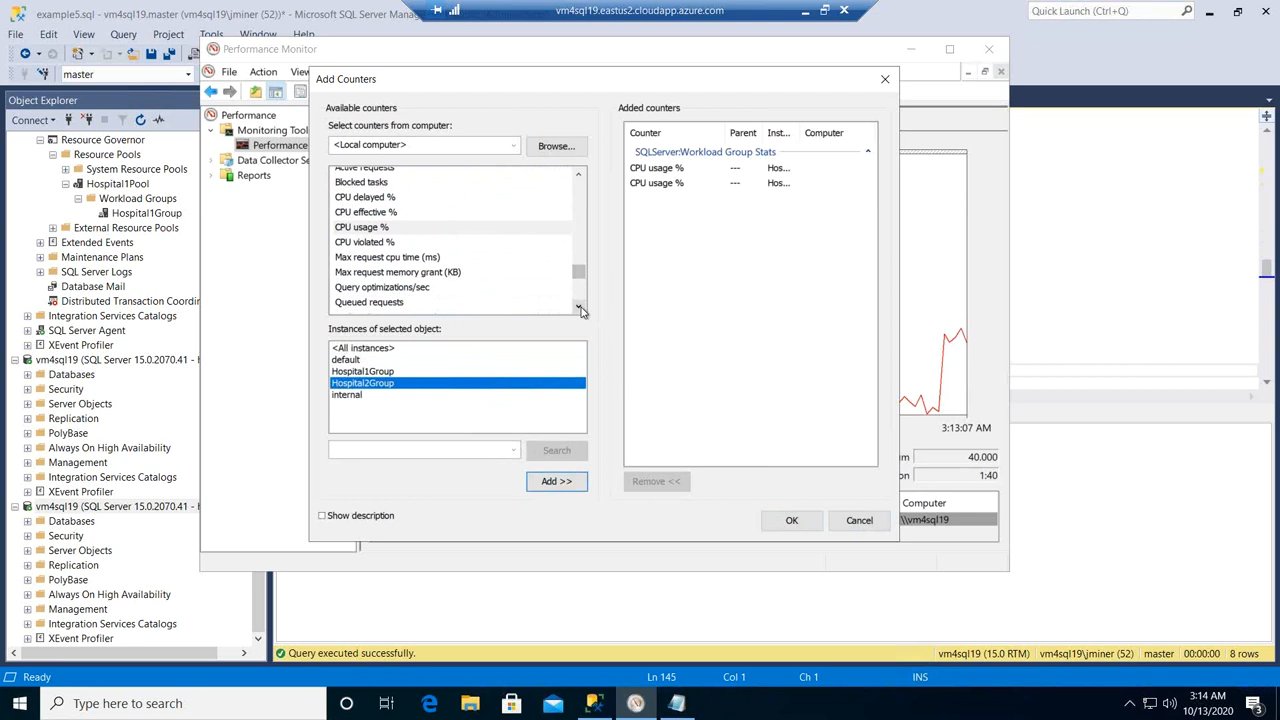 example5.sql - vm4sql19.master (vm4sql19\jminer (52))* - Microsoft SQL Server Man
vm4sql19.eastus2.cloudapp.azure.com
Quick Launch (Ctrl+Q)
File Edit View Query Project Tools Window Help
master
Performance Monitor
File Action View
Object Explorer
Connect
Resource Governor
Resource Pools
System Resource Pools
Hospital1Pool
Workload Groups
Hospital1Group
External Resource Pools
Extended Events
Maintenance Plans
SQL Server Logs
Database Mail
Distributed Transaction Coordin
Integration Services Catalogs
SQL Server Agent
XEvent Profiler
vm4sql19 (SQL Server 15.0.2070.41 -
Databases
Security
Server Objects
Replication
PolyBase
Always On High Availability
Management
Integration Services Catalogs
XEvent Profiler
vm4sql19 (SQL Server 15.0.2070.41 -
Databases
Security
Server Objects
Replication
PolyBase
Always On High Availability
Management
Integration Services Catalogs
XEvent Profiler
Performance
Monitoring Tool
Performance
Data Collector Se
Reports
Add Counters
Available counters
Select counters from computer:
<Local computer>
Browse...
Active requests
Blocked tasks
CPU delayed %
CPU effective %
CPU usage %
CPU violated %
Max request cpu time (ms)
Max request memory grant (KB)
Query optimizations/sec
Queued requests
Instances of selected object:
<All instances>
default
Hospital1Group
Hospital2Group
internal
Search
Add >>
Show description
Added counters
Counter Parent Inst... Computer
SQLServer:Workload Group Stats
CPU usage % --- Hos...
CPU usage % --- Hos...
Remove <<
OK
Cancel
3:13:07 AM
um 40.000
on 1:40
Computer
\\vm4sql19
Query executed successfully.
vm4sql19 (15.0 RTM) vm4sql19\jminer (52) master 00:00:00 8 rows
Ready Ln 145 Col 1 Ch 1 INS
Type here to search
3:14 AM
10/13/2020
3